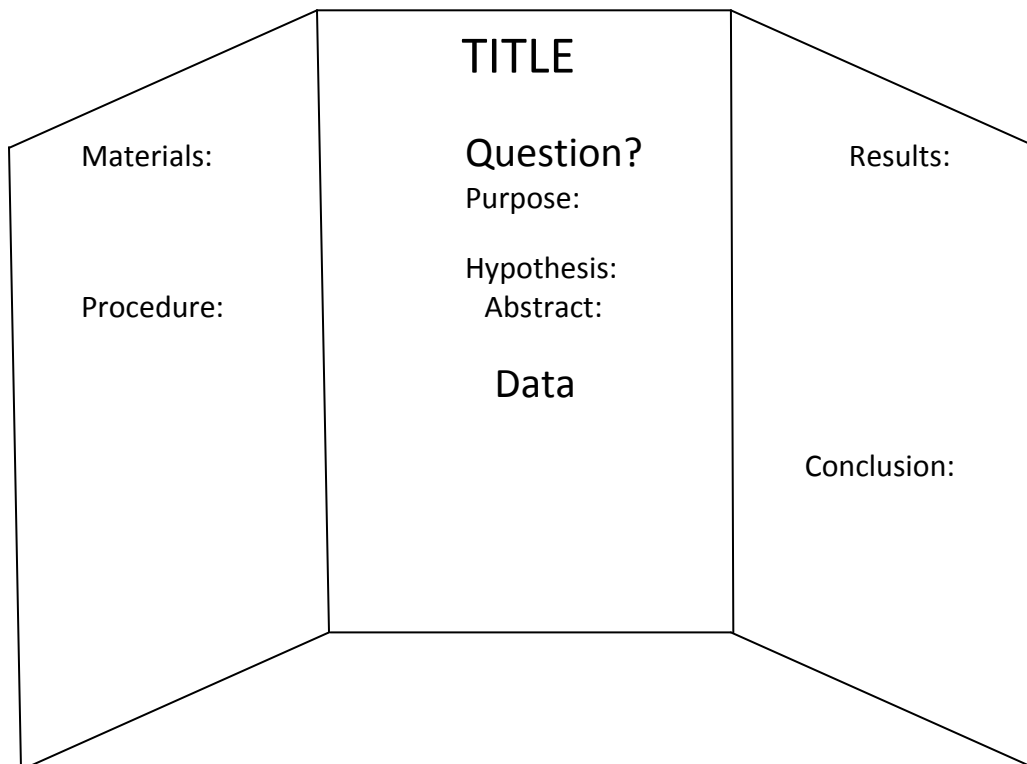 Materials:
Procedure:
TITLE
Question?
Purpose:
Hypothesis:
Abstract:
Data
Results:
Conclusion: